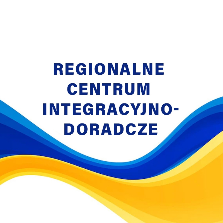 REGIONALNE
CENTRUM
INTEGRACYJNO-
DORADCZE